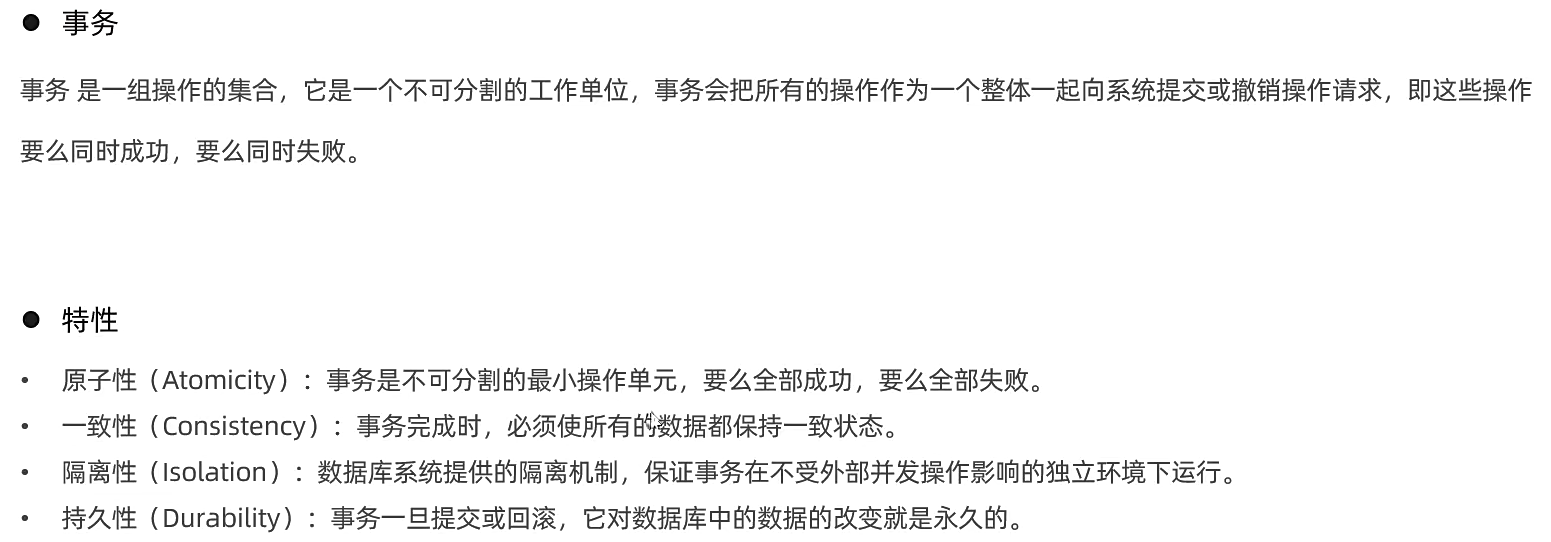 ● 事务
事务 是一组操作的集合，它是一个不可分割的工作单位，事务会把所有的操作作为一个整体一起向系统提交或撤销操作请求，即这些操作
要么同时成功，要么同时失败。
● 特性
• 原子性（Atomicity）：事务是不可分割的最小操作单元，要么全部成功，要么全部失败。
• 一致性（Consistency）：事务完成时，必须使所有的数据都保持一致状态。
• 隔离性（Isolation）：数据库系统提供的隔离机制，保证事务在不受外部并发操作影响的独立环境下运行。
• 持久性（Durability）：事务一旦提交或回滚，它对数据库中的数据的改变就是永久的。